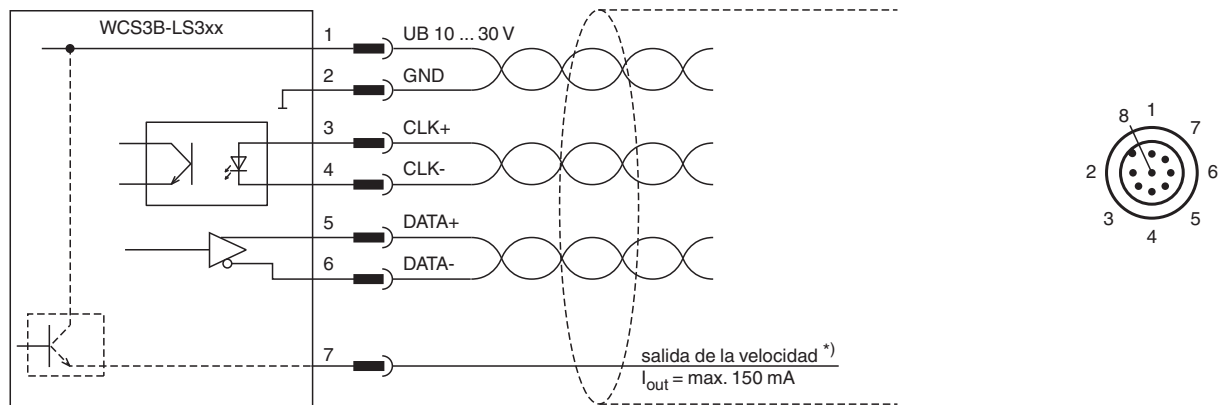 WCS3B-LS3xx
1 UB 10 ... 30 V
2 GND
3 CLK+
4 CLK-
5 DATA+
6 DATA-
7 salida de la velocidad *)
Iout = max. 150 mA
8 1 7
2 6
3 5
4